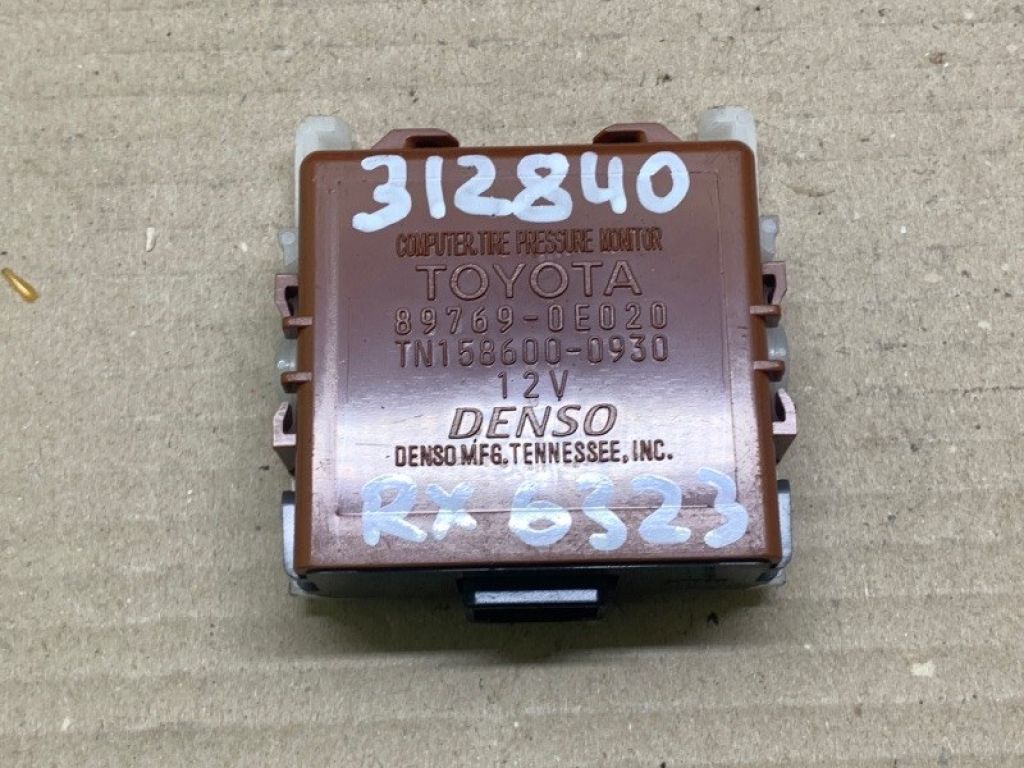 312840
COMPUTER.TIRE PRESSURE MONITOR
TOYOTA
89769-0E020
TN158600-0930
12V
DENSO
DENSO MFG. TENNESSEE, INC.
RX 6323